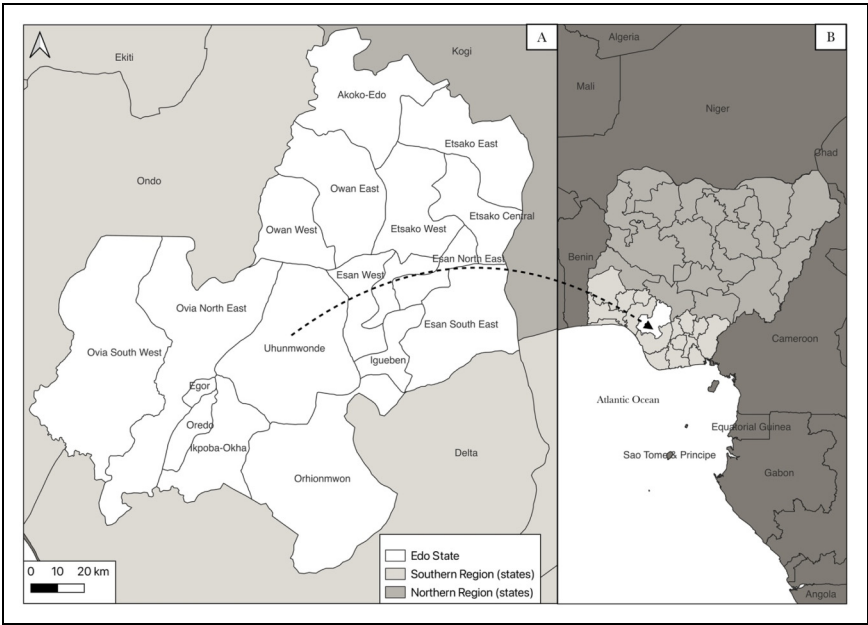 A
B
Ekiti
Kogi
Algeria
Akoko-Edo
Mali
Niger
Etsako East
Chad
Ondo
Owan East
Etsako Central
Owan West
Etsako West
Benin
Esan North East
Esan West
Ovia North East
Esan South East
Uhunmwonde
Ovia South West
Cameroon
Igueben
Egor
Atlantic Ocean
Oredo
Equatorial Guinea
Ikpoba-Okha
Delta
Sao Tome & Principe
Gabon
Orhionmwon
Edo State
Southern Region (states)
Northern Region (states)
0 10 20 km
Angola